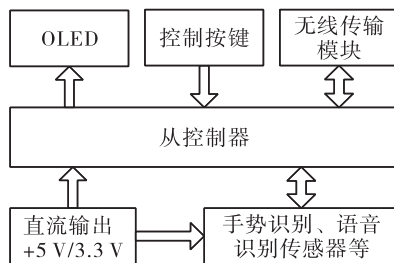 OLED
控制按键
无线传输
模块
从控制器
直流输出
+5 V/3.3 V
手势识别、语音
识别传感器等